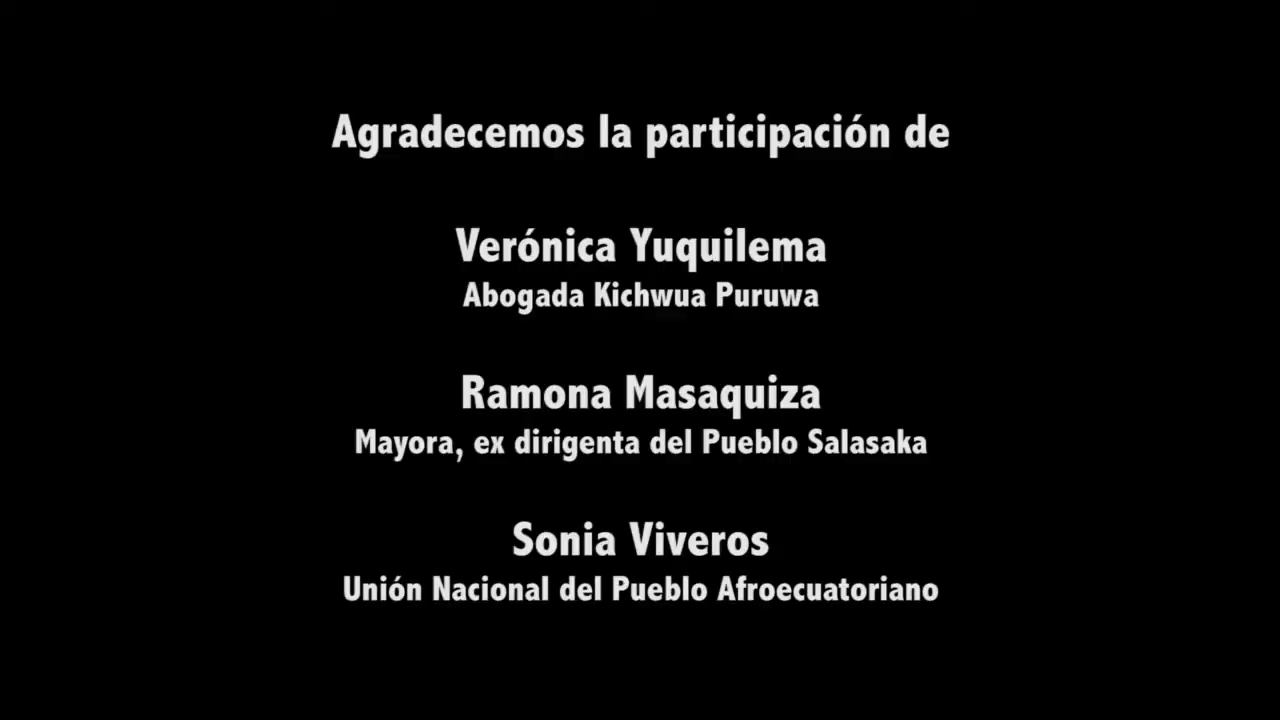 Agradecemos la participación de
Verónica Yuquilema
Abogada Kichwua Puruwa
Ramona Masaquiza
Mayora, ex dirigenta del Pueblo Salasaka
Sonia Viveros
Unión Nacional del Pueblo Afroecuatoriano